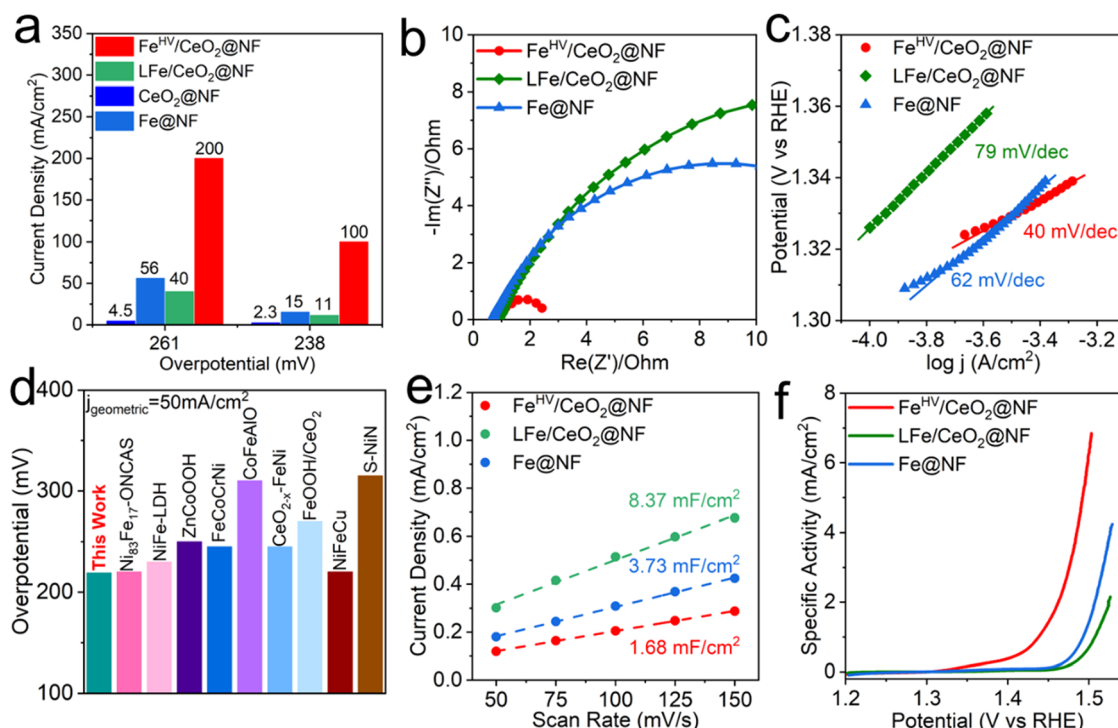 a
Current Density (mA/cm²)
350
300
250
200
150
100
50
0
Fe^HV/CeO₂@NF
LFe/CeO₂@NF
CeO₂@NF
Fe@NF
4.5
56
40
200
2.3
15
11
100
261
238
Overpotential (mV)
b
-Im(Z'')/Ohm
10
8
6
4
2
0
Fe^HV/CeO₂@NF
LFe/CeO₂@NF
Fe@NF
0
2
4
6
8
10
Re(Z')/Ohm
c
Potential (V vs RHE)
1.38
1.36
1.34
1.32
1.30
Fe^HV/CeO₂@NF
LFe/CeO₂@NF
Fe@NF
79 mV/dec
40 mV/dec
62 mV/dec
-4.0
-3.8
-3.6
-3.4
-3.2
log j (A/cm²)
d
Overpotential (mV)
400
300
200
100
j_geometric=50mA/cm²
This Work
Ni₈₃Fe₁₇-ONCAS
NiFe-LDH
ZnCoOOH
FeCoCrNi
CoFeAlO
CeO₂₋ₓ-FeNi
FeOOH/CeO₂
NiFeCu
S-NiN
e
Current Density (mA/cm²)
1.2
1.0
0.8
0.6
0.4
0.2
0.0
Fe^HV/CeO₂@NF
LFe/CeO₂@NF
Fe@NF
8.37 mF/cm²
3.73 mF/cm²
1.68 mF/cm²
50
75
100
125
150
Scan Rate (mV/s)
f
Specific Activity (mA/cm²)
8
6
4
2
0
Fe^HV/CeO₂@NF
LFe/CeO₂@NF
Fe@NF
1.2
1.3
1.4
1.5
Potential (V vs RHE)